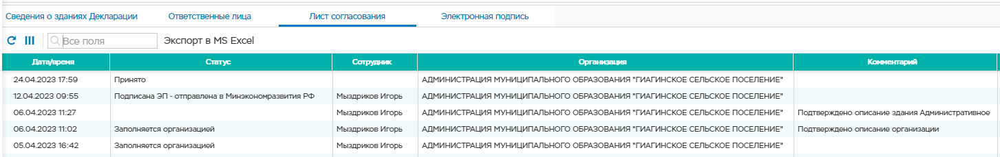 Сведения о зданиях Декларации Ответственные лица Лист согласования Электронная подпись
Все поля Экспорт в MS Excel
Дата/время Статус Сотрудник Организация Комментарий
24.04.2023 17:59 Принято АДМИНИСТРАЦИЯ МУНИЦИПАЛЬНОГО ОБРАЗОВАНИЯ "ГИАГИНСКОЕ СЕЛЬСКОЕ ПОСЕЛЕНИЕ"
12.04.2023 09:55 Подписана ЭП - отправлена в Минэкономразвития РФ Мыздриков Игорь АДМИНИСТРАЦИЯ МУНИЦИПАЛЬНОГО ОБРАЗОВАНИЯ "ГИАГИНСКОЕ СЕЛЬСКОЕ ПОСЕЛЕНИЕ"
06.04.2023 11:27 Мыздриков Игорь АДМИНИСТРАЦИЯ МУНИЦИПАЛЬНОГО ОБРАЗОВАНИЯ "ГИАГИНСКОЕ СЕЛЬСКОЕ ПОСЕЛЕНИЕ" Подтверждено описание здания Административное
06.04.2023 11:02 Заполняется организацией Мыздриков Игорь АДМИНИСТРАЦИЯ МУНИЦИПАЛЬНОГО ОБРАЗОВАНИЯ "ГИАГИНСКОЕ СЕЛЬСКОЕ ПОСЕЛЕНИЕ" Подтверждено описание организации
05.04.2023 16:42 Заполняется организацией Мыздриков Игорь АДМИНИСТРАЦИЯ МУНИЦИПАЛЬНОГО ОБРАЗОВАНИЯ "ГИАГИНСКОЕ СЕЛЬСКОЕ ПОСЕЛЕНИЕ"